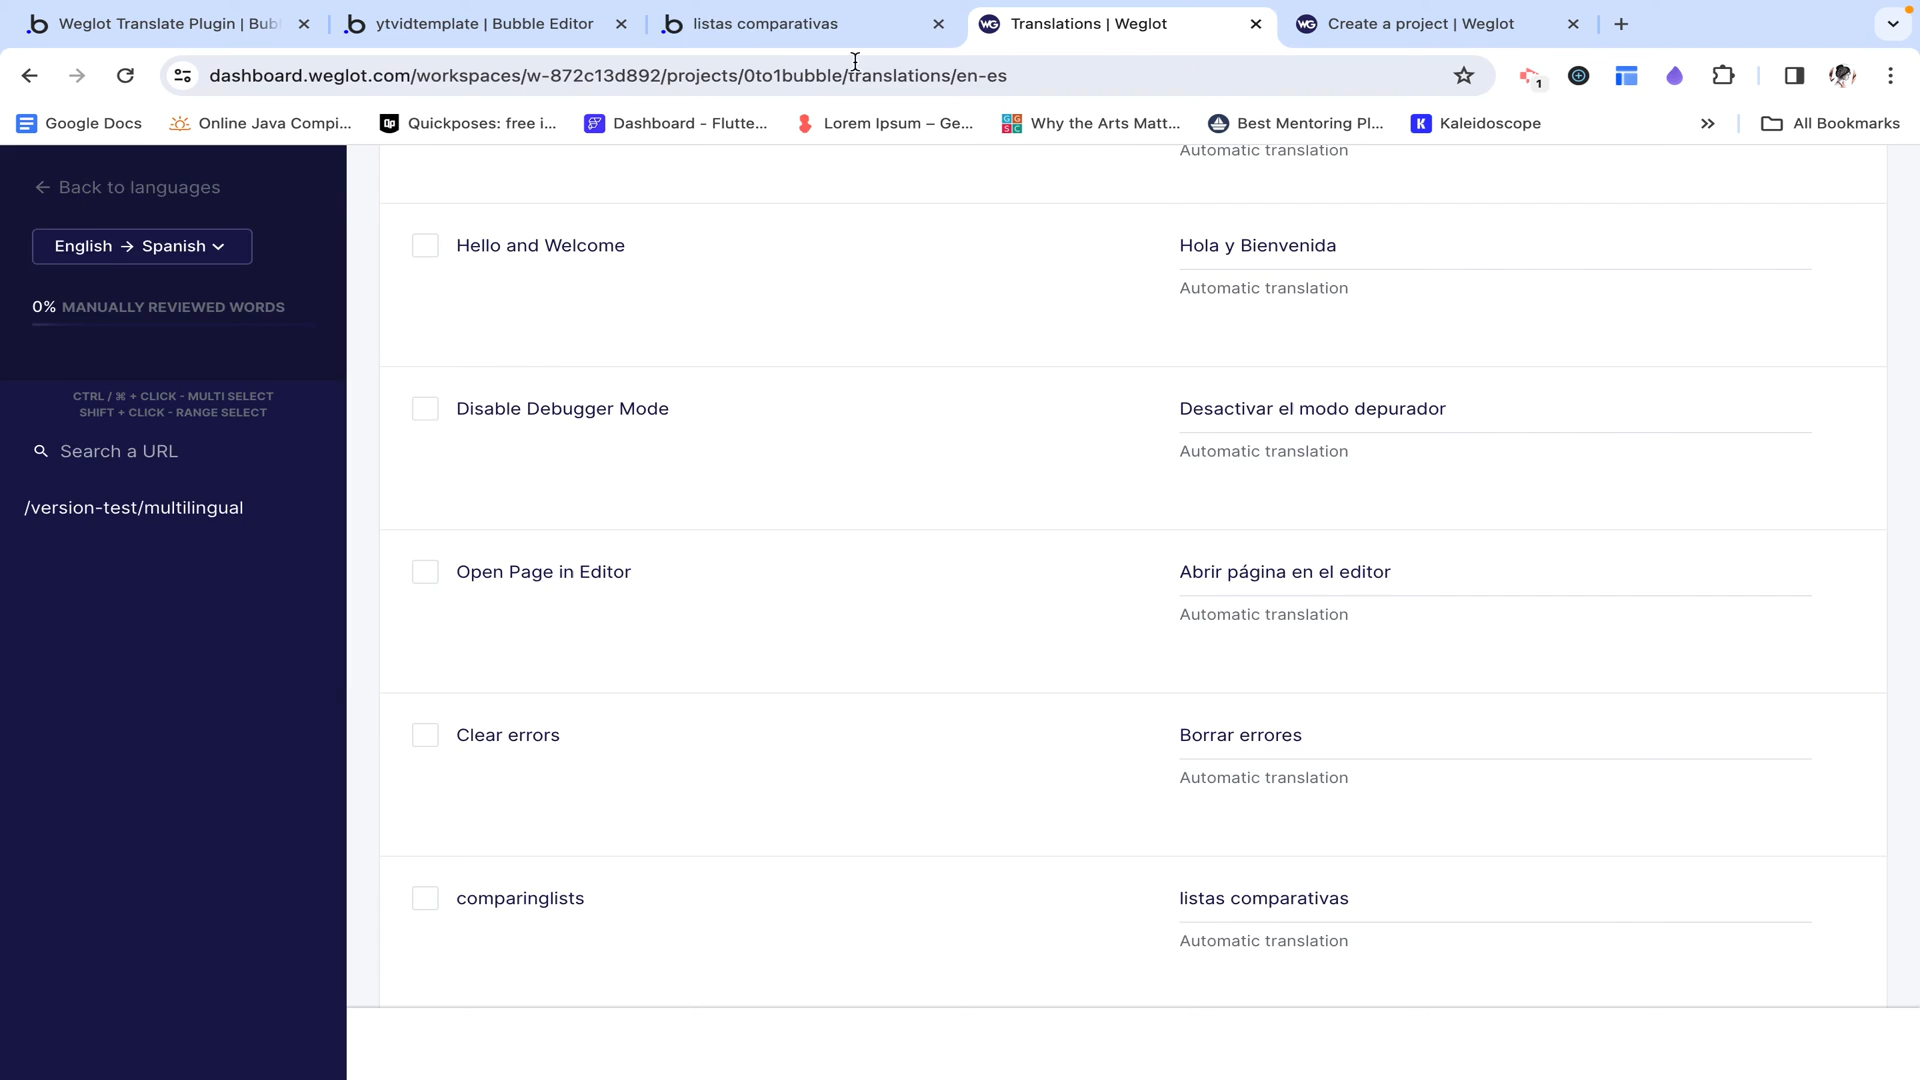 Weglot Translate Plugin | Bub
ytvidtemplate | Bubble Editor
listas comparativas
Translations | Weglot
Create a project | Weglot
dashboard.weglot.com/workspaces/w-872c13d892/projects/0to1bubble/translations/en-es
1
Google Docs
Online Java Compi...
Quickposes: free i...
Dashboard - Flutte...
Lorem Ipsum – Ge...
Why the Arts Matt...
Best Mentoring Pl...
Kaleidoscope
All Bookmarks
Back to languages
English → Spanish
0% MANUALLY REVIEWED WORDS
CTRL / ⌘ + CLICK - MULTI SELECT
SHIFT + CLICK - RANGE SELECT
Search a URL
/version-test/multilingual
Automatic translation
Hello and Welcome
Hola y Bienvenida
Automatic translation
Disable Debugger Mode
Desactivar el modo depurador
Automatic translation
Open Page in Editor
Abrir página en el editor
Automatic translation
Clear errors
Borrar errores
Automatic translation
comparinglists
listas comparativas
Automatic translation